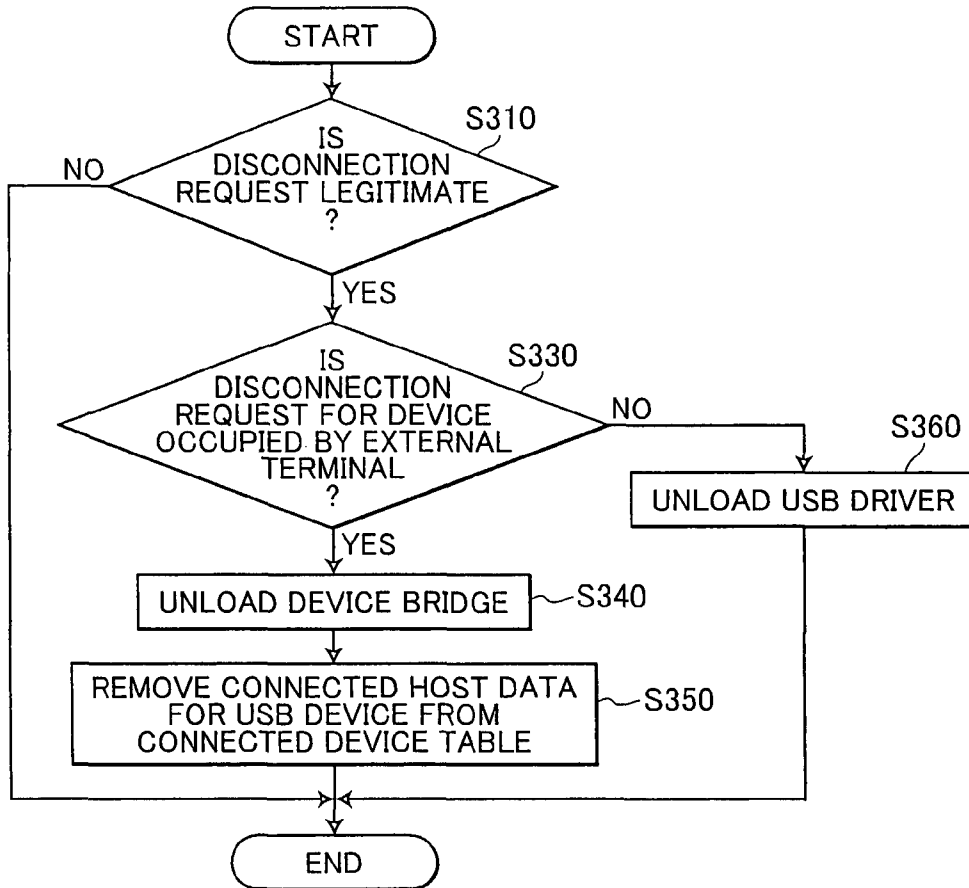 START
S310
IS
DISCONNECTION
REQUEST LEGITIMATE
?
NO
YES
S330
IS
DISCONNECTION
REQUEST FOR DEVICE
OCCUPIED BY EXTERNAL
TERMINAL
?
NO
S360
UNLOAD USB DRIVER
YES
UNLOAD DEVICE BRIDGE
S340
REMOVE CONNECTED HOST DATA
FOR USB DEVICE FROM
CONNECTED DEVICE TABLE
S350
END